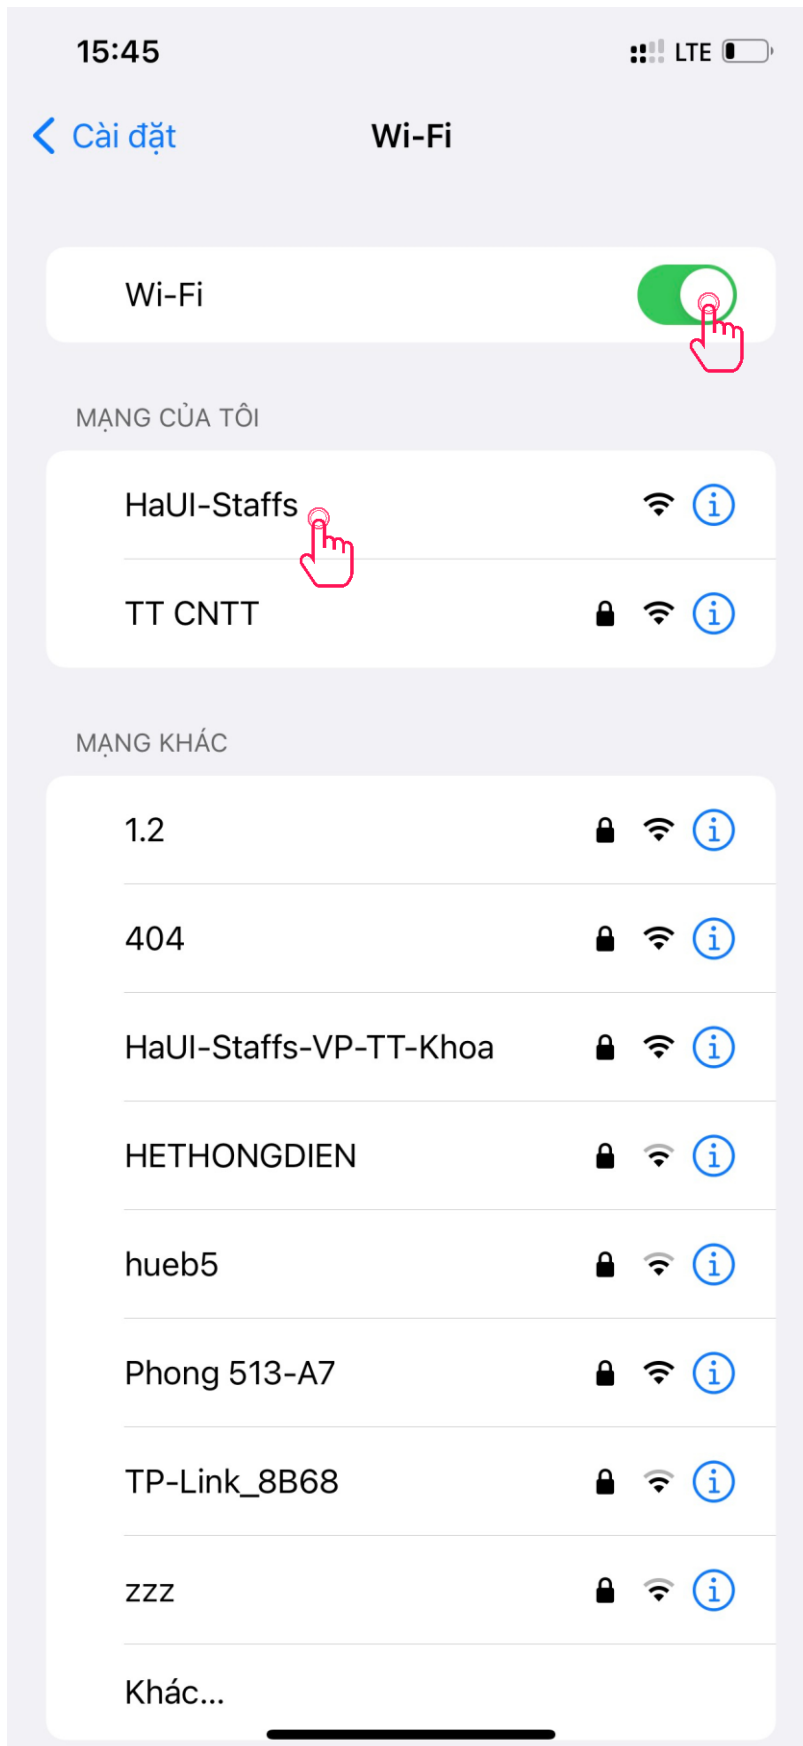 15:45 LTE
Cài đặt Wi-Fi
Wi-Fi
MẠNG CỦA TÔI
HaUI-Staffs
TT CNTT
MẠNG KHÁC
1.2
404
HaUI-Staffs-VP-TT-Khoa
HETHONGDIEN
hueb5
Phong 513-A7
TP-Link_8B68
zzz
Khác...